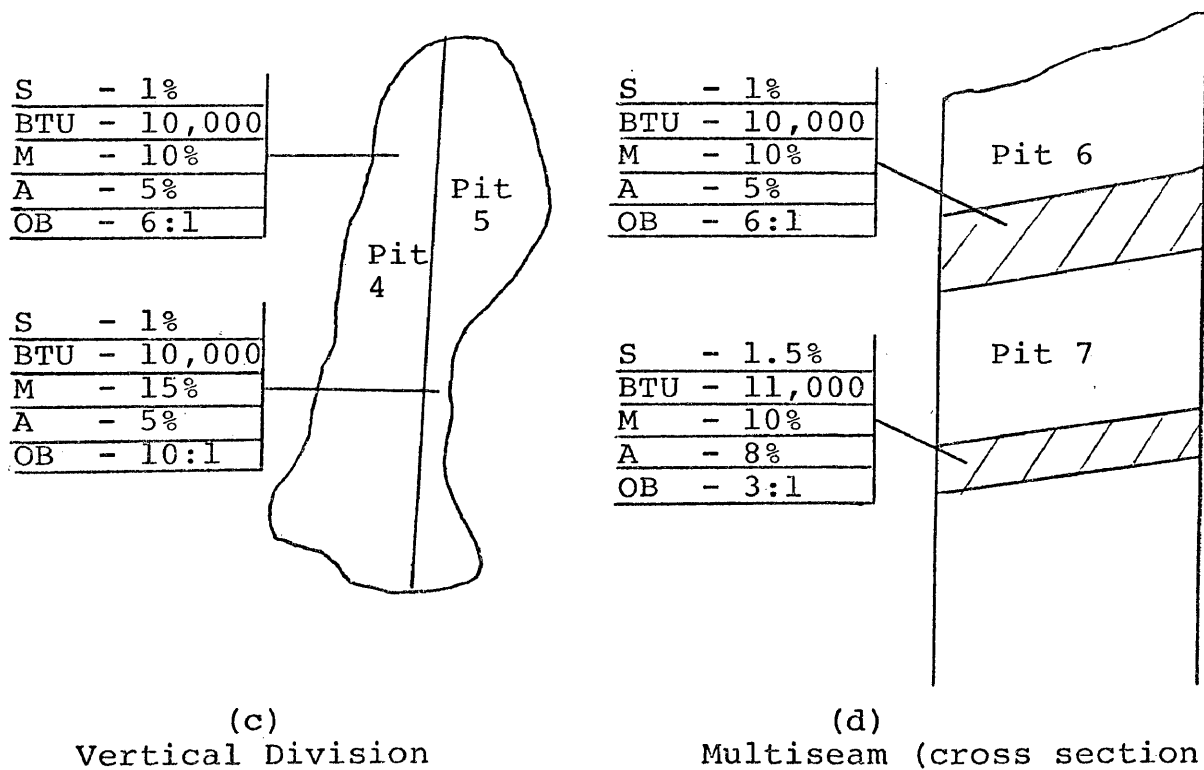 S - 1%
BTU - 10,000
M - 10%
A - 5%
OB - 6:1
S - 1%
BTU - 10,000
M - 15%
A - 5%
OB - 10:1
Pit
4
Pit
5
(c)
Vertical Division
S - 1%
BTU - 10,000
M - 10%
A - 5%
OB - 6:1
S - 1.5%
BTU - 11,000
M - 10%
A - 8%
OB - 3:1
Pit 6
Pit 7
(d)
Multiseam (cross section